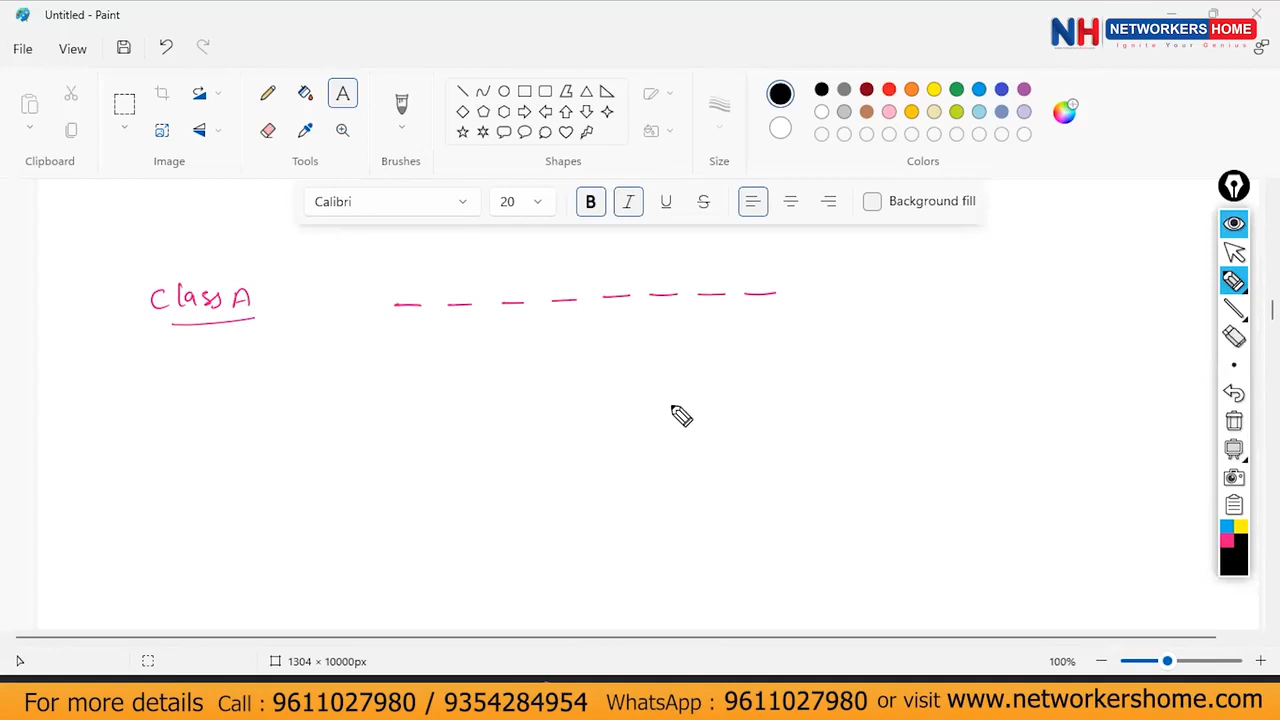 Untitled - Paint
NH NETWORKERS HOME
Ignite Your Genius
File View
Clipboard Image Tools Brushes Shapes Size Colors
Calibri 20 B I U S Background fill
Class A
1304 × 10000px 100%
For more details Call : 9611027980 / 9354284954 WhatsApp : 9611027980 or visit www.networkershome.com